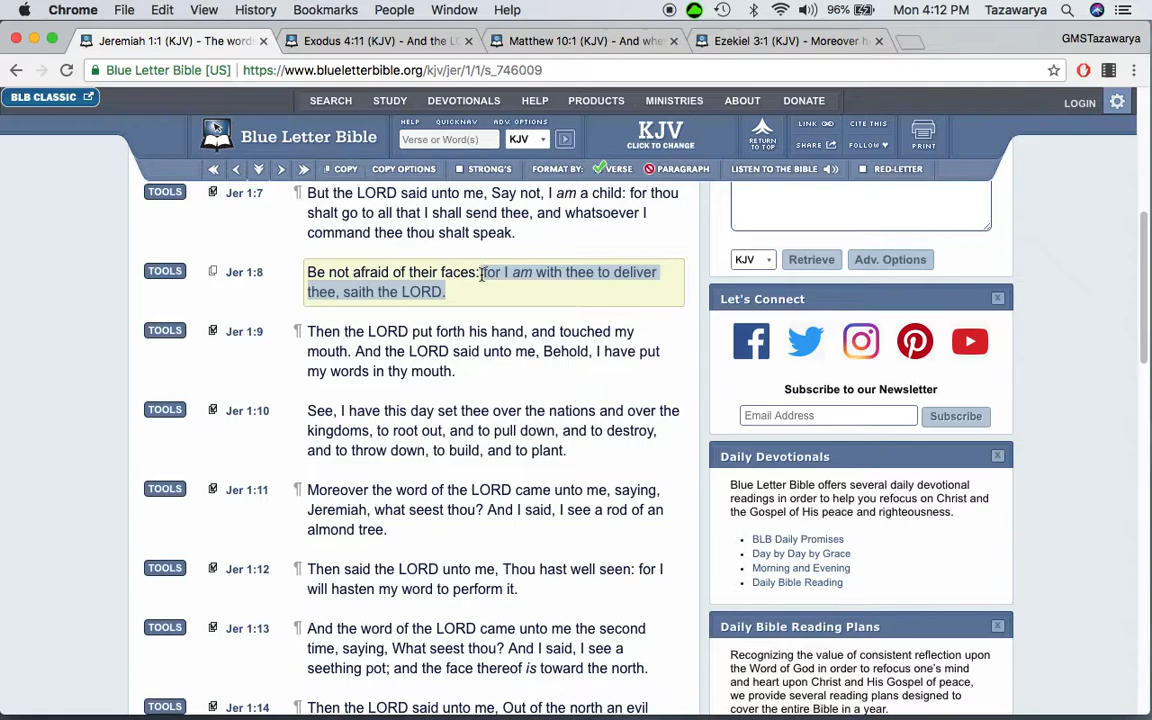 Chrome File Edit View History Bookmarks People Window Help 96% Mon 4:12 PM Tazawarya
Jeremiah 1:1 (KJV) - The words
Exodus 4:11 (KJV) - And the LO
Matthew 10:1 (KJV) - And whe
Ezekiel 3:1 (KJV) - Moreover he
GMSTazawarya
Blue Letter Bible [US] https://www.blueletterbible.org/kjv/jer/1/1/s_746009
BLB CLASSIC
SEARCH STUDY DEVOTIONALS HELP PRODUCTS MINISTRIES ABOUT DONATE
LOGIN
Blue Letter Bible
HELP QUICKNAV ADV. OPTIONS
Verse or Word(s) KJV
KJV
CLICK TO CHANGE
RETURN
TO TOP
LINK
SHARE
CITE THIS
FOLLOW
PRINT
COPY COPY OPTIONS STRONG'S FORMAT BY: VERSE PARAGRAPH LISTEN TO THE BIBLE RED-LETTER
TOOLS Jer 1:7 ¶ But the LORD said unto me, Say not, I am a child: for thou
shalt go to all that I shall send thee, and whatsoever I
command thee thou shalt speak.
TOOLS Jer 1:8 Be not afraid of their faces: for I am with thee to deliver
thee, saith the LORD.
TOOLS Jer 1:9 ¶ Then the LORD put forth his hand, and touched my
mouth. And the LORD said unto me, Behold, I have put
my words in thy mouth.
TOOLS Jer 1:10 See, I have this day set thee over the nations and over the
kingdoms, to root out, and to pull down, and to destroy,
and to throw down, to build, and to plant.
TOOLS Jer 1:11 ¶ Moreover the word of the LORD came unto me, saying,
Jeremiah, what seest thou? And I said, I see a rod of an
almond tree.
TOOLS Jer 1:12 Then said the LORD unto me, Thou hast well seen: for I
will hasten my word to perform it.
TOOLS Jer 1:13 ¶ And the word of the LORD came unto me the second
time, saying, What seest thou? And I said, I see a
seething pot; and the face thereof is toward the north.
TOOLS Jer 1:14 Then the LORD said unto me, Out of the north an evil
KJV Retrieve Adv. Options
Let's Connect
Subscribe to our Newsletter
Email Address Subscribe
Daily Devotionals
Blue Letter Bible offers several daily devotional
readings in order to help you refocus on Christ and
the Gospel of His peace and righteousness.
BLB Daily Promises
Day by Day by Grace
Morning and Evening
Daily Bible Reading
Daily Bible Reading Plans
Recognizing the value of consistent reflection upon
the Word of God in order to refocus one's mind
and heart upon Christ and His Gospel of peace,
we provide several reading plans designed to
cover the entire Bible in a year.